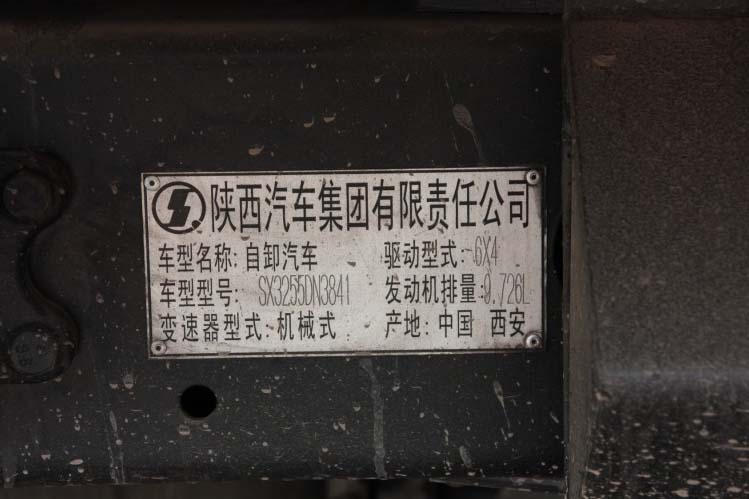 陕西汽车集团有限责任公司
车型名称: 自卸汽车 驱动型式: 6X4
车型型号: SX3255DN3841 发动机排量: 9.726L
变速器型式: 机械式 产地: 中国 西安